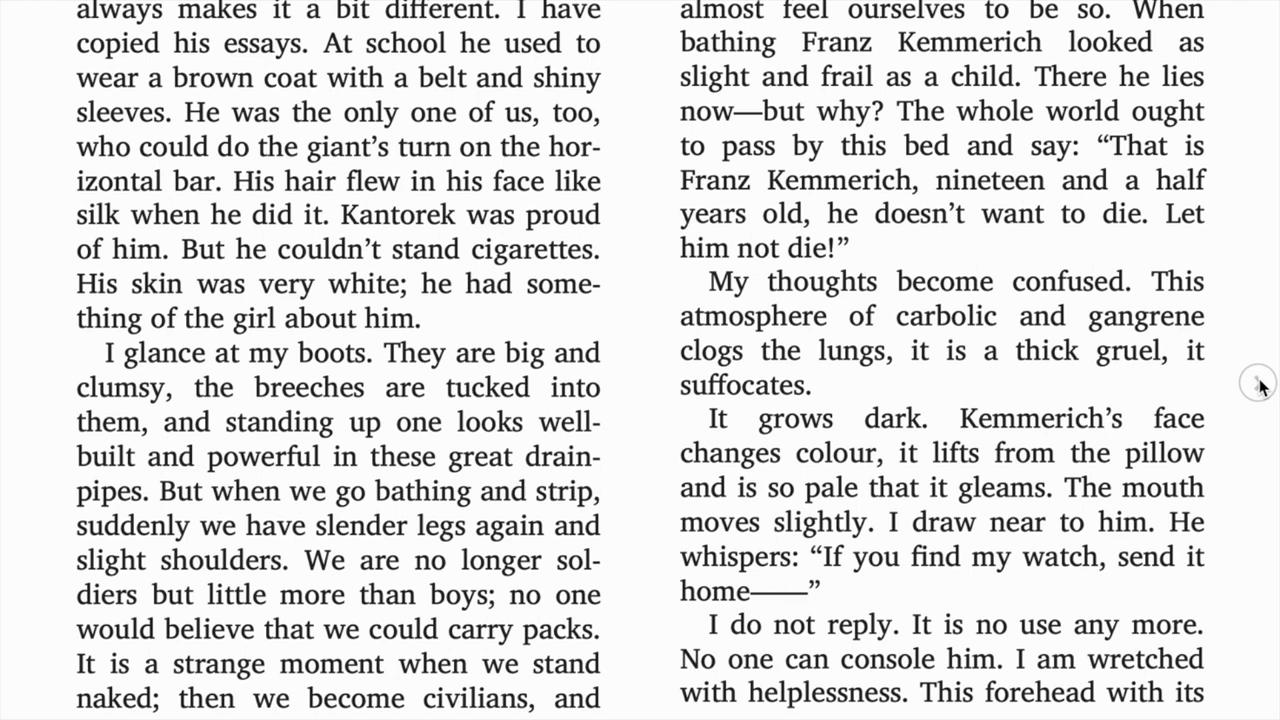 always makes it a bit different. I have
copied his essays. At school he used to
wear a brown coat with a belt and shiny
sleeves. He was the only one of us, too,
who could do the giant’s turn on the hor-
izontal bar. His hair flew in his face like
silk when he did it. Kantorek was proud
of him. But he couldn’t stand cigarettes.
His skin was very white; he had some-
thing of the girl about him.
I glance at my boots. They are big and
clumsy, the breeches are tucked into
them, and standing up one looks well-
built and powerful in these great drain-
pipes. But when we go bathing and strip,
suddenly we have slender legs again and
slight shoulders. We are no longer sol-
diers but little more than boys; no one
would believe that we could carry packs.
It is a strange moment when we stand
naked; then we become civilians, and
almost feel ourselves to be so. When
bathing Franz Kemmerich looked as
slight and frail as a child. There he lies
now—but why? The whole world ought
to pass by this bed and say: “That is
Franz Kemmerich, nineteen and a half
years old, he doesn’t want to die. Let
him not die!”
My thoughts become confused. This
atmosphere of carbolic and gangrene
clogs the lungs, it is a thick gruel, it
suffocates.
It grows dark. Kemmerich’s face
changes colour, it lifts from the pillow
and is so pale that it gleams. The mouth
moves slightly. I draw near to him. He
whispers: “If you find my watch, send it
home——”
I do not reply. It is no use any more.
No one can console him. I am wretched
with helplessness. This forehead with its